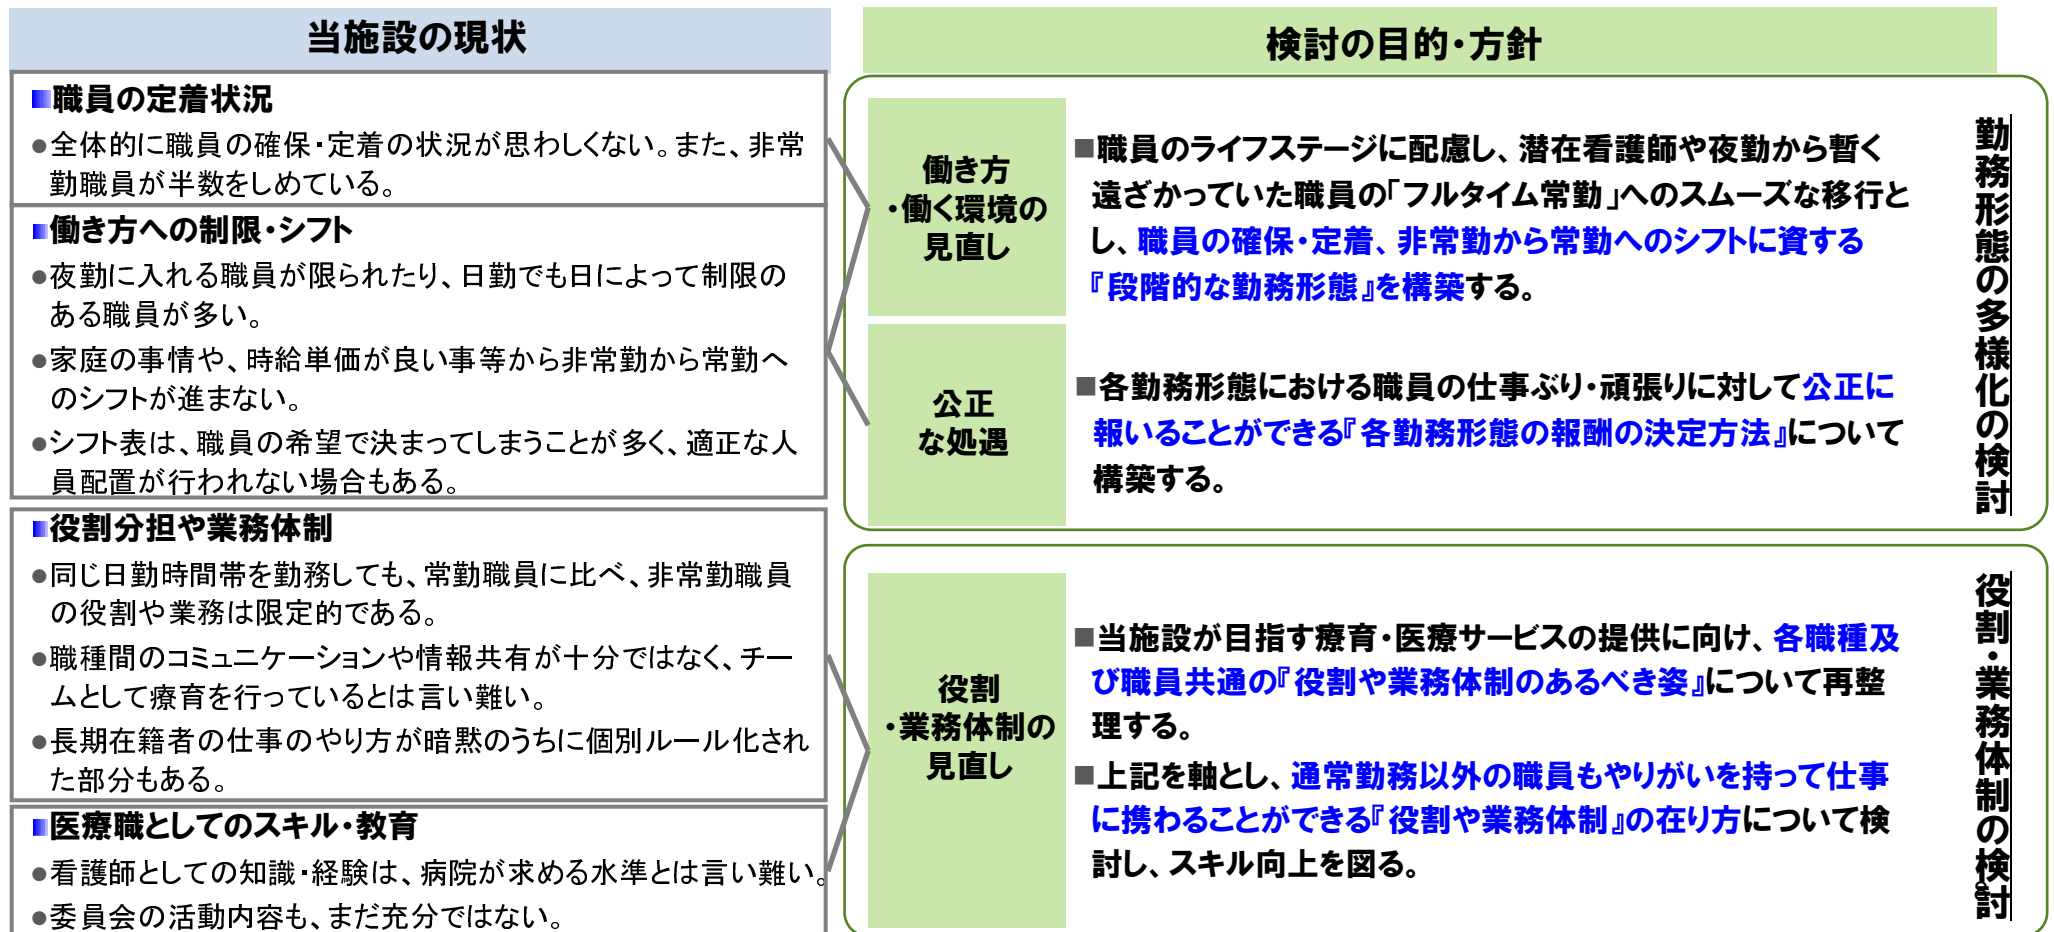 当施設の現状
■職員の定着状況
●全体的に職員の確保・定着の状況が思わしくない。また、非常
勤職員が半数をしめている。
■働き方への制限・シフト
●夜勤に入れる職員が限られたり、日勤でも日によって制限の
ある職員が多い。
●家庭の事情や、時給単価が良い事等から非常勤から常勤へ
のシフトが進まない。
●シフト表は、職員の希望で決まってしまうことが多く、適正な人
員配置が行われない場合もある。
■役割分担や業務体制
●同じ日勤時間帯を勤務しても、常勤職員に比べ、非常勤職員
の役割や業務は限定的である。
●職種間のコミュニケーションや情報共有が十分ではなく、チー
ムとして療育を行っているとは言い難い。
●長期在籍者の仕事のやり方が暗黙のうちに個別ルール化され
た部分もある。
■医療職としてのスキル・教育
●看護師としての知識・経験は、病院が求める水準とは言い難い。
●委員会の活動内容も、まだ充分ではない。
検討の目的・方針
働き方
・働く環境の
見直し
■職員のライフステージに配慮し、潜在看護師や夜勤から暫く
遠ざかっていた職員の「フルタイム常勤」へのスムーズな移行と
し、職員の確保・定着、非常勤から常勤へのシフトに資する
『段階的な勤務形態』を構築する。
公正
な処遇
■各勤務形態における職員の仕事ぶり・頑張りに対して公正に
報いることができる『各勤務形態の報酬の決定方法』について
構築する。
勤務形態の多様化の検討
役割
・業務体制の
見直し
■当施設が目指す療育・医療サービスの提供に向け、各職種及
び職員共通の『役割や業務体制のあるべき姿』について再整
理する。
■上記を軸とし、通常勤務以外の職員もやりがいを持って仕事
に携わることができる『役割や業務体制』の在り方について検
討し、スキル向上を図る。
役割・業務体制の検討